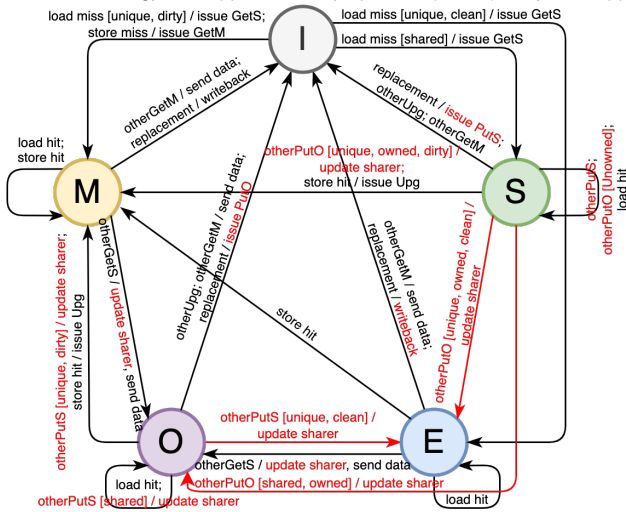 load miss [unique, dirty] / issue GetS;
store miss / issue GetM
load miss [unique, clean] / issue GetS
load miss [shared] / issue GetS
I
otherGetM / send data;
replacement / writeback
replacement / issue PutS;
otherUpg; otherGetM
load hit;
store hit
otherPutO [unique, owned, dirty] /
update sharer;
store hit / issue Upg
otherPutS;
otherPutO [Unowned];
load hit
M
S
otherGetS / update sharer, send data
otherUpg; otherGetM / send data;
replacement / issue PutO
otherGetM / send data;
replacement / writeback
otherPutO [unique, owned, clean] /
update sharer
otherPutS [unique, dirty] / update sharer;
store hit / issue Upg
store hit
O
otherPutS [unique, clean] /
update sharer
E
otherGetS / update sharer, send data
otherPutO [shared, owned] / update sharer
load hit;
otherPutS [shared] / update sharer
load hit